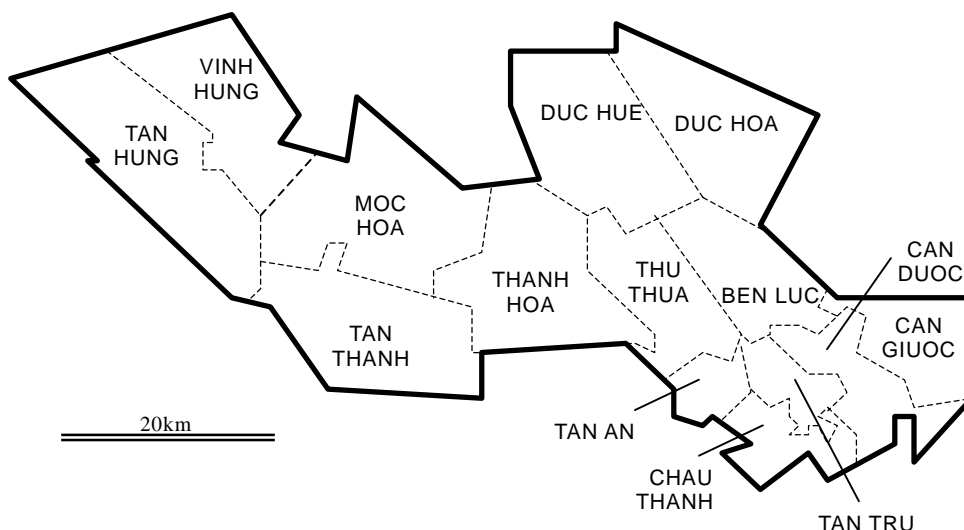 VINH
HUNG
TAN
HUNG
DUC HUE
DUC HOA
MOC
HOA
CAN
DUOC
THU
THUA
THANH
HOA
BEN LUC
CAN
GIUOC
TAN
THANH
20km
TAN AN
CHAU
THANH
TAN TRU